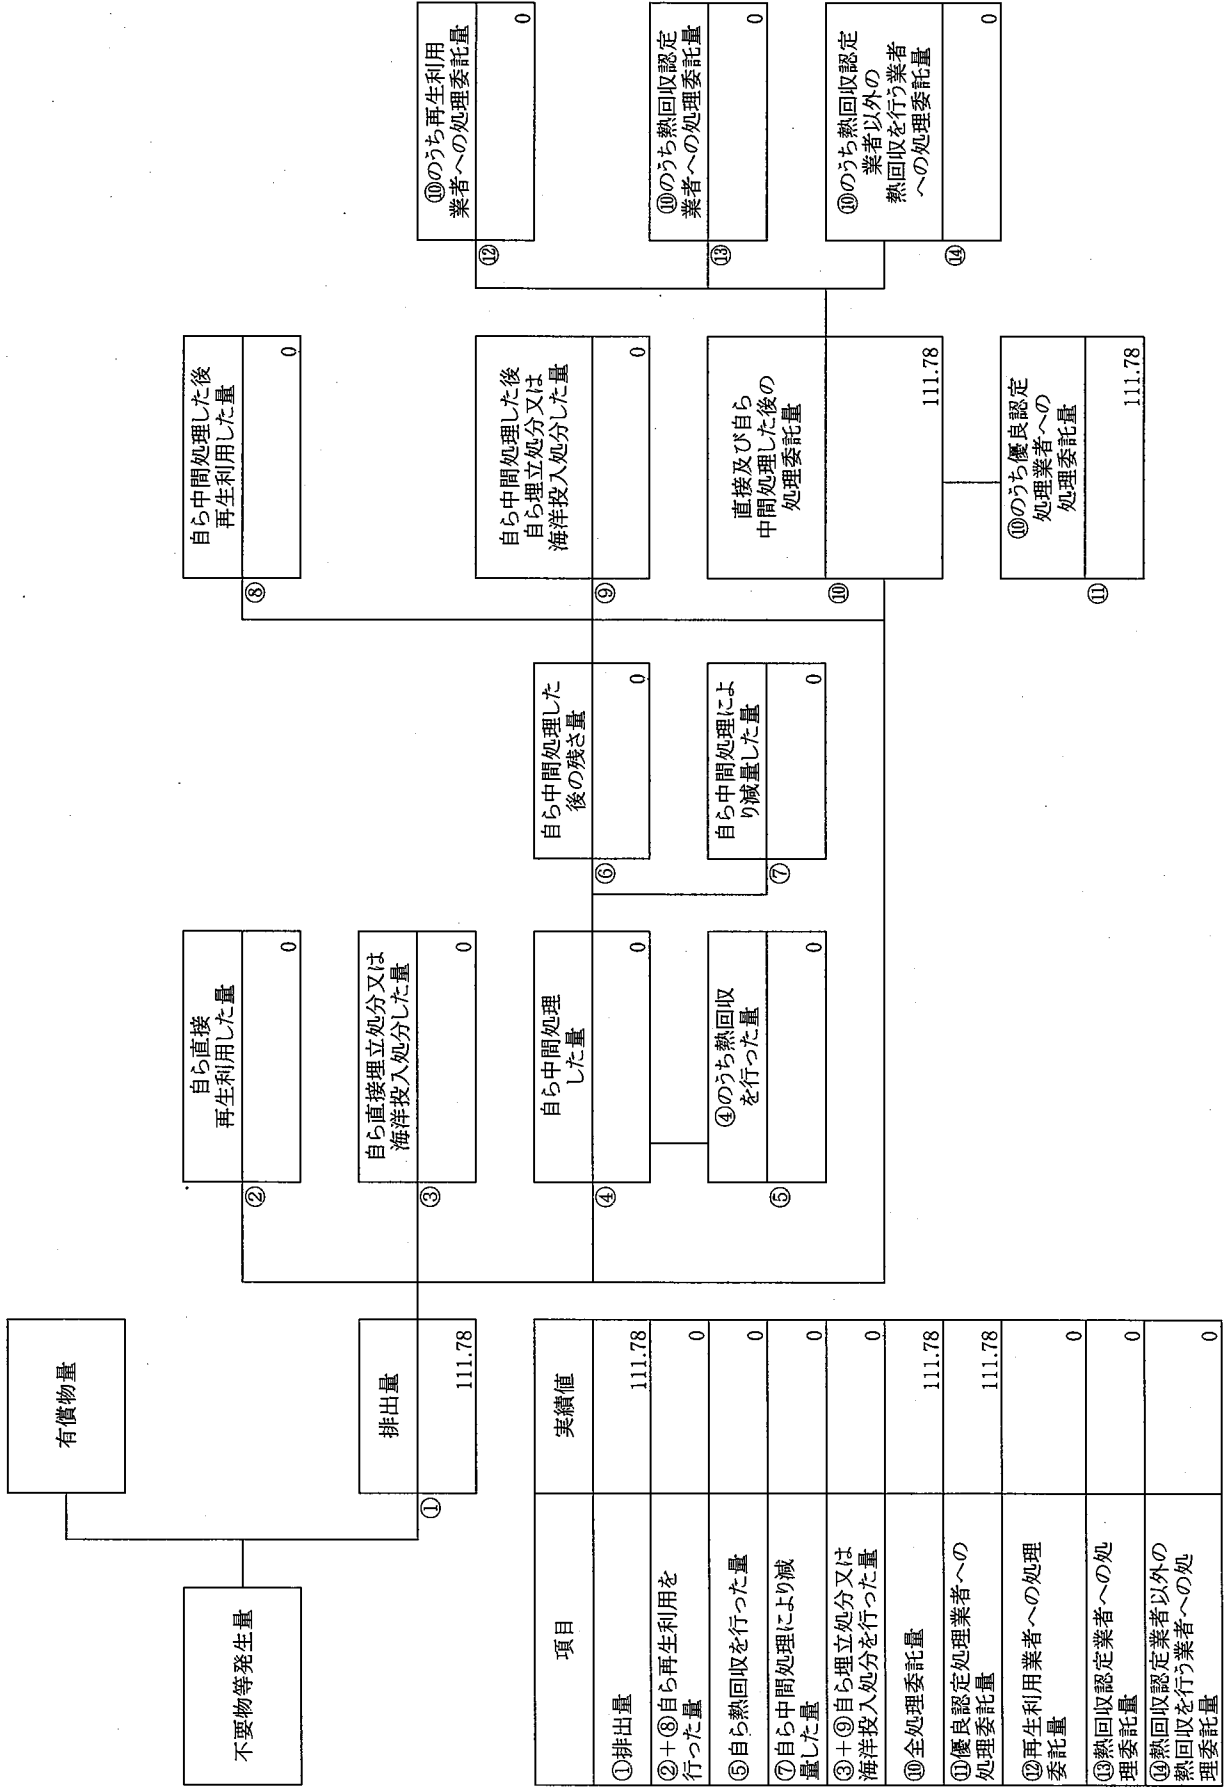 不要物等発生量
有償物量
①
排出量
111.78
②
自ら直接
再生利用した量
0
③
自ら直接埋立処分又は
海洋投入処分した量
0
④
自ら中間処理
した量
0
⑤
④のうち熱回収
を行った量
0
⑥
自ら中間処理した
後の残さ量
0
⑦
自ら中間処理によ
り減量した量
0
⑧
自ら中間処理した後
再生利用した量
0
⑨
自ら中間処理した後
自ら埋立処分又は
海洋投入処分した量
0
⑩
直接及び自ら
中間処理した後の
処理委託量
111.78
⑪
⑩のうち優良認定
処理業者への
処理委託量
111.78
⑫
⑩のうち再生利用
業者への処理委託量
0
⑬
⑩のうち熱回収認定
業者への処理委託量
0
⑭
⑩のうち熱回収認定
業者以外の
熱回収を行う業者
への処理委託量
0
項目 実績値
①排出量 111.78
②+⑧自ら再生利用を
行った量 0
⑤自ら熱回収を行った量 0
⑦自ら中間処理により減
量した量 0
③+⑨自ら埋立処分又は
海洋投入処分を行った量 0
⑩全処理委託量 111.78
⑪優良認定処理業者への
処理委託量 111.78
⑫再生利用業者への処理
委託量 0
⑬熱回収認定業者への処
理委託量 0
⑭熱回収認定業者以外の
熱回収を行う業者への処
理委託量 0